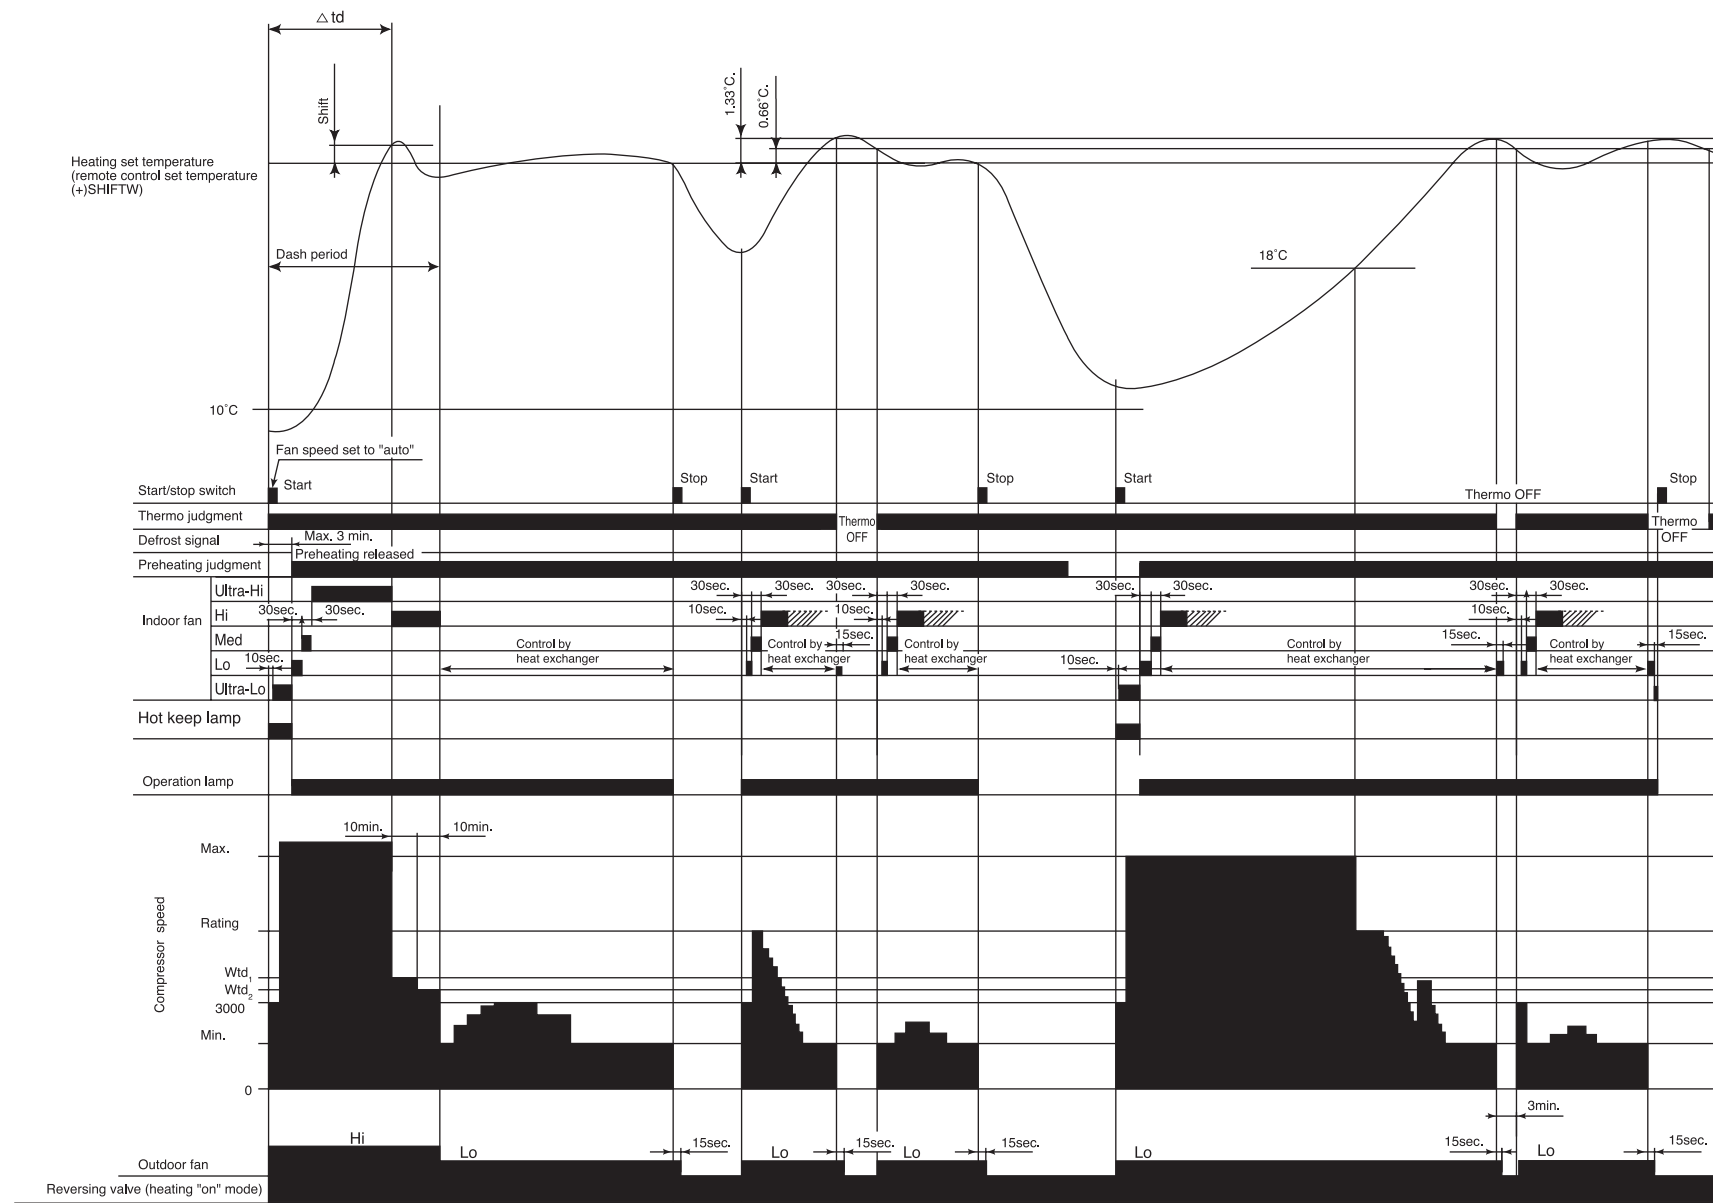 △td
Shift
1.33°C.
0.66°C.
Heating set temperature
(remote control set temperature
(+)SHIFTW)
Dash period
18°C
10°C
Fan speed set to "auto"
Start/stop switch
Start
Stop
Start
Stop
Start
Thermo OFF
Stop
Thermo judgment
Thermo
OFF
Thermo
OFF
Defrost signal
Max. 3 min.
Preheating released
Preheating judgment
Indoor fan
Ultra-Hi
30sec.
30sec.
30sec.
30sec.
30sec.
30sec.
30sec.
30sec.
Hi
30sec.
30sec.
10sec.
10sec.
10sec.
Med
Control by
heat exchanger
Control by
heat exchanger
15sec.
Control by
heat exchanger
Control by
heat exchanger
15sec.
Control by
heat exchanger
15sec.
Lo
10sec.
10sec.
Ultra-Lo
Hot keep lamp
Operation lamp
10min.
10min.
Compressor speed
Max.
Rating
Wtd1
Wtd2
3000
Min.
0
3min.
Outdoor fan
Hi
Lo
15sec.
Lo
15sec.
Lo
15sec.
Lo
15sec.
Lo
15sec.
Reversing valve (heating "on" mode)